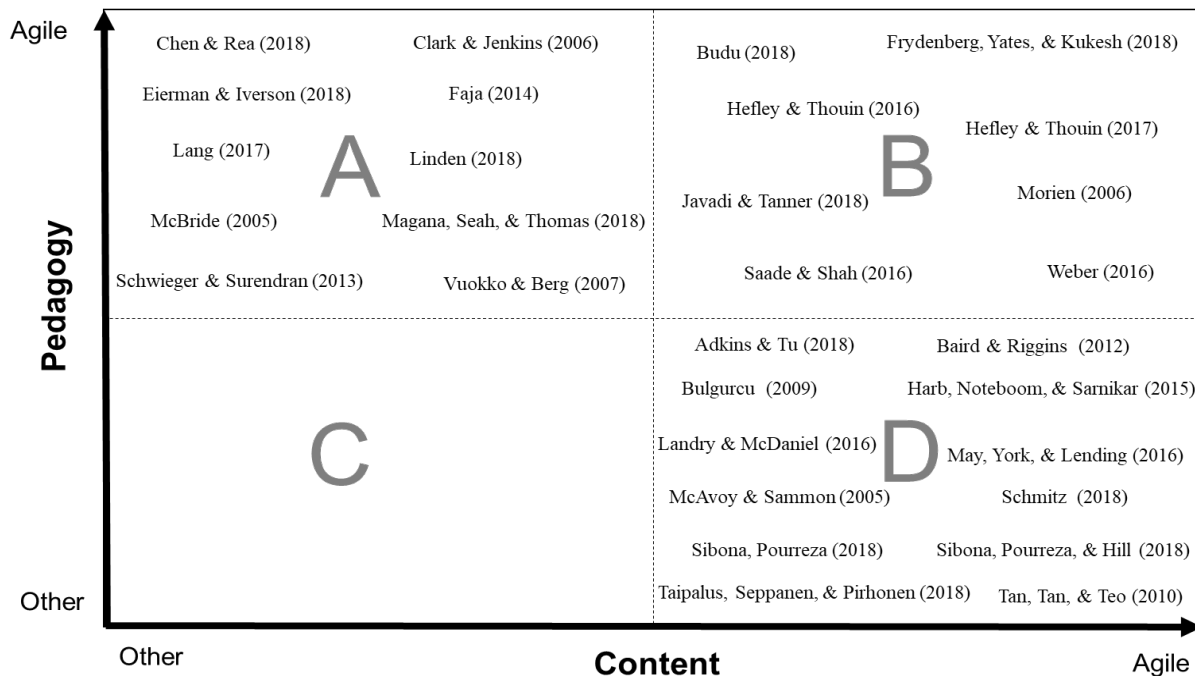 Agile
Chen & Rea (2018)
Clark & Jenkins (2006)
Eierman & Iverson (2018)
Faja (2014)
Lang (2017)
A
Linden (2018)
McBride (2005)
Magana, Seah, & Thomas (2018)
Schwieger & Surendran (2013)
Vuokko & Berg (2007)
Budu (2018)
Frydenberg, Yates, & Kukesh (2018)
Hefley & Thouin (2016)
Hefley & Thouin (2017)
B
Javadi & Tanner (2018)
Morien (2006)
Saade & Shah (2016)
Weber (2016)
Pedagogy
C
Adkins & Tu (2018)
Baird & Riggins (2012)
Bulgurcu (2009)
Harb, Noteboom, & Sarnikar (2015)
Landry & McDaniel (2016)
D
May, York, & Lending (2016)
McAvoy & Sammon (2005)
Schmitz (2018)
Sibona, Pourreza (2018)
Sibona, Pourreza, & Hill (2018)
Taipalus, Seppanen, & Pirhonen (2018)
Tan, Tan, & Teo (2010)
Other
Other
Content
Agile